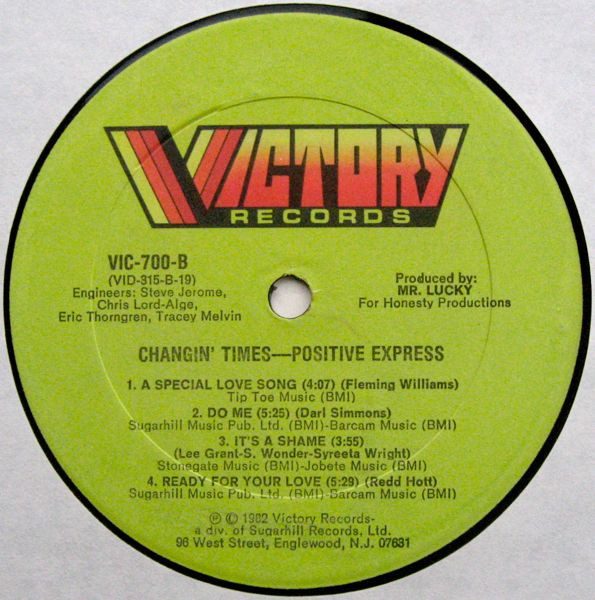 VICTORY
RECORDS
VIC-700-B
(VID-315-B-19)
Engineers: Steve Jerome,
Chris Lord-Alge,
Eric Thorngren, Tracey Melvin
Produced by:
MR. LUCKY
For Honesty Productions
CHANGIN' TIMES—POSITIVE EXPRESS
1. A SPECIAL LOVE SONG (4:07) (Fleming Williams)
Tip Toe Music (BMI)
2. DO ME (5:25) (Darl Simmons)
Sugarhill Music Pub. Ltd. (BMI)-Barcam Music (BMI)
3. IT'S A SHAME (3:55)
(Lee Grant-S. Wonder-Syreeta Wright)
Stonegate Music (BMI)-Jobete Music (BMI)
4. READY FOR YOUR LOVE (5:29) (Redd Hott)
Sugarhill Music Pub. Ltd. (BMI)-Barcam Music (BMI)
℗ © 1982 Victory Records-
a div. of Sugarhill Records, Ltd.
96 West Street, Englewood, N.J. 07631